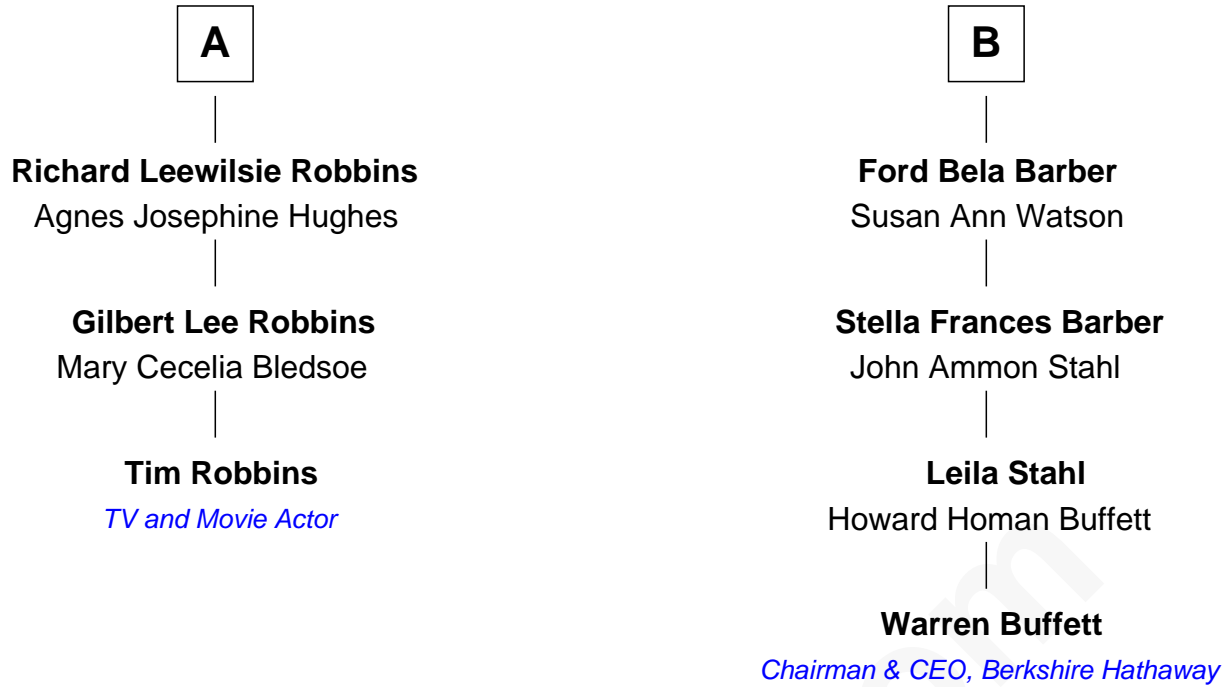 A
Richard Leewilsie Robbins
Agnes Josephine Hughes
Gilbert Lee Robbins
Mary Cecelia Bledsoe
Tim Robbins
TV and Movie Actor
B
Ford Bela Barber
Susan Ann Watson
Stella Frances Barber
John Ammon Stahl
Leila Stahl
Howard Homan Buffett
Warren Buffett
Chairman & CEO, Berkshire Hathaway